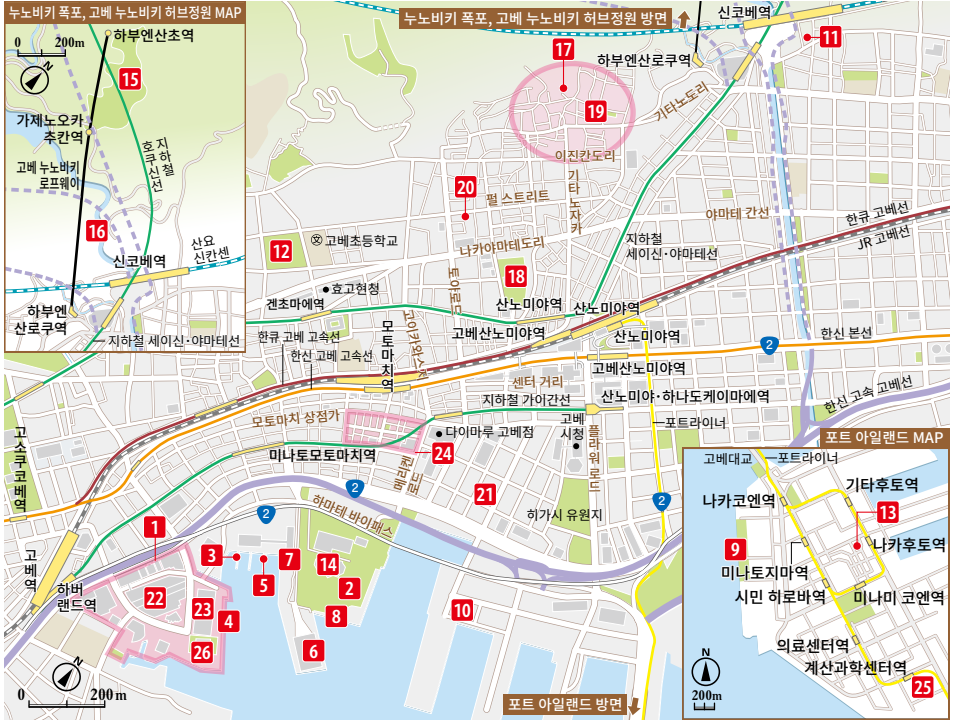 누노비키 폭포, 고베 누노비키 허브정원 MAP
0 200m
N
하부엔산초역
15
가제노오카
추칸역
고베 누노비키
로프웨이
지하철
호쿠신선
16
산요
신칸센
신코베역
하부엔
산로쿠역
지하철 세이신·야마테선
누노비키 폭포, 고베 누노비키 허브정원 방면
신코베역
11
하부엔산로쿠역
17
19
기타노도리
이진칸도리
기타노자카
20
펄 스트리트
야마테 간선
한큐 고베선
JR 고베선
12
고베초등학교
나카야마테도리
지하철
세이신·야마테선
18
토아로드
효고현청
겐초마에역
산노미야역
산노미야역
고베산노미야역
산노미야역
한신 본선
2
한큐 고베 고속선
한신 고베 고속선
모토마치역
고이카와스지
고베산노미야역
센터 거리
지하철 가이간선
산노미야·하나도케이마에역
한신 고속 고베선
모토마치 상점가
다이마루 고베점
고베
시청
플라워 로드
포트라이너
고소쿠코베역
미나토모토마치역
24
메리켄
로드
21
2
2
2
히가시 유원지
하마테 바이파스
1
3
5
7
14
2
8
10
고베역
하버
랜드역
22
23
4
26
6
N
0 200m
포트 아일랜드 방면
포트 아일랜드 MAP
고베대교
포트라이너
나카코엔역
기타후토역
13
9
나카후토역
미나토지마역
시민 히로바역
미나미 코엔역
의료센터역
계산과학센터역
25
N
200m